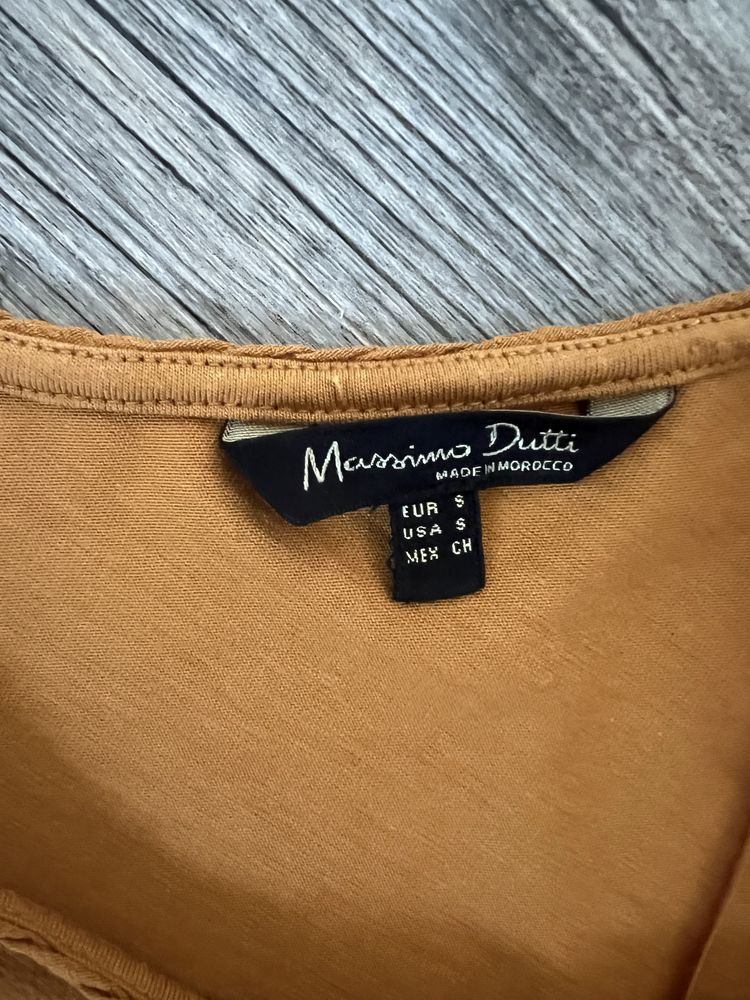 Massimo Dutti
MADE IN MOROCCO
EUR S
USA S
MEX CH